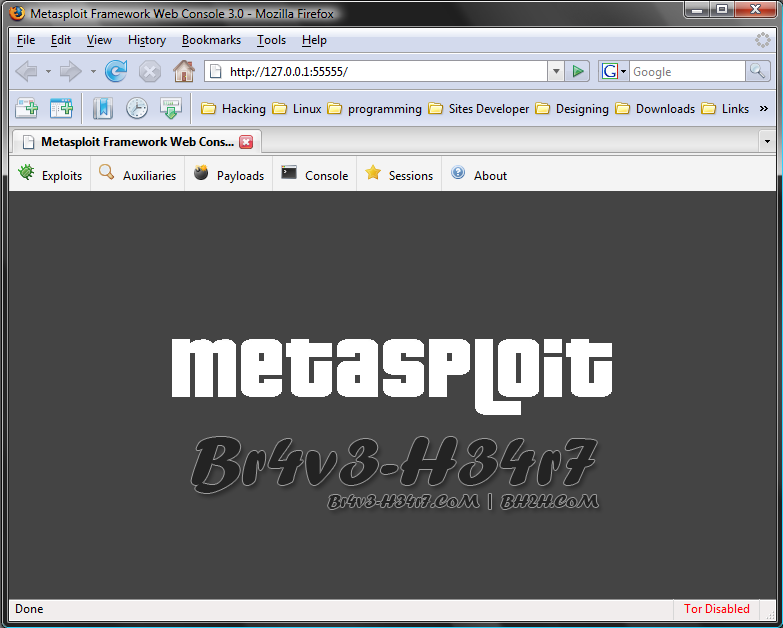 Metasploit Framework Web Console 3.0 - Mozilla Firefox
File Edit View History Bookmarks Tools Help
http://127.0.0.1:55555/ G Google
Hacking Linux programming Sites Developer Designing Downloads Links »
Metasploit Framework Web Cons...
Exploits Auxiliaries Payloads Console Sessions About
metasploit
Br4v3-H34r7
Br4v3-H34r7.CoM | BH2H.CoM
Done Tor Disabled